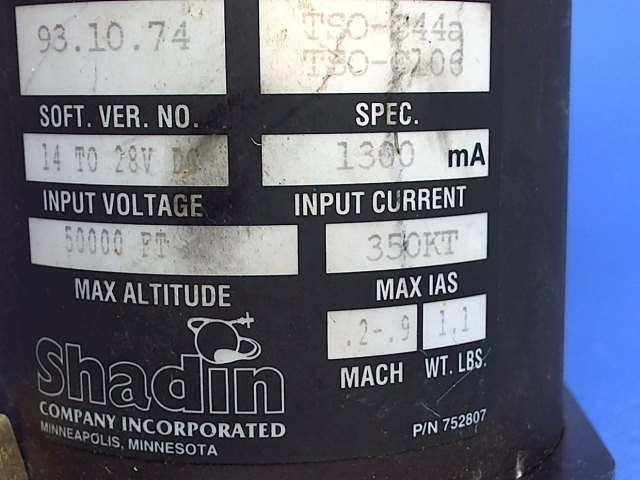 93.10.74
TSO-C44a
TSO-C106
SOFT. VER. NO.
SPEC.
14 TO 28V DC
1300 mA
INPUT VOLTAGE
INPUT CURRENT
50000 FT
350KT
MAX ALTITUDE
MAX IAS
.2-.9
1.1
MACH
WT. LBS.
Shadin
COMPANY INCORPORATED
MINNEAPOLIS, MINNESOTA
P/N 752807